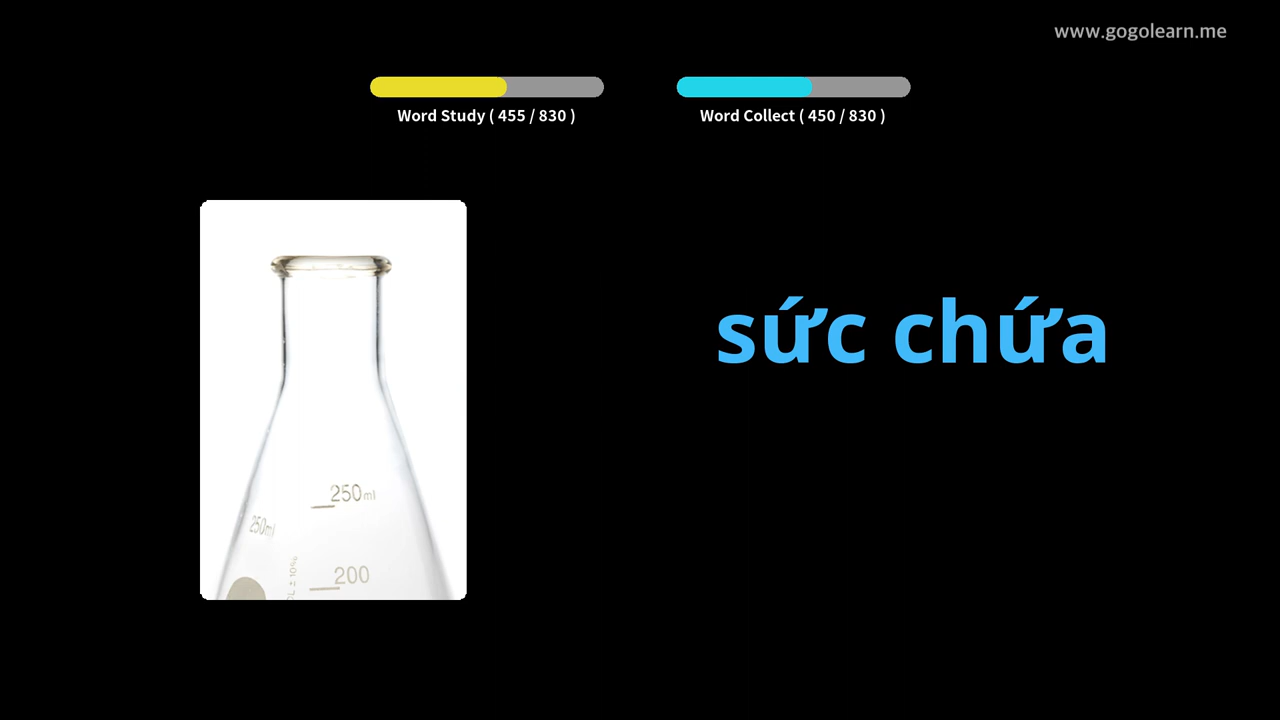 www.gogolearn.me
Word Study ( 455 / 830 )
Word Collect ( 450 / 830 )
sức chứa
250ml
250ml
200